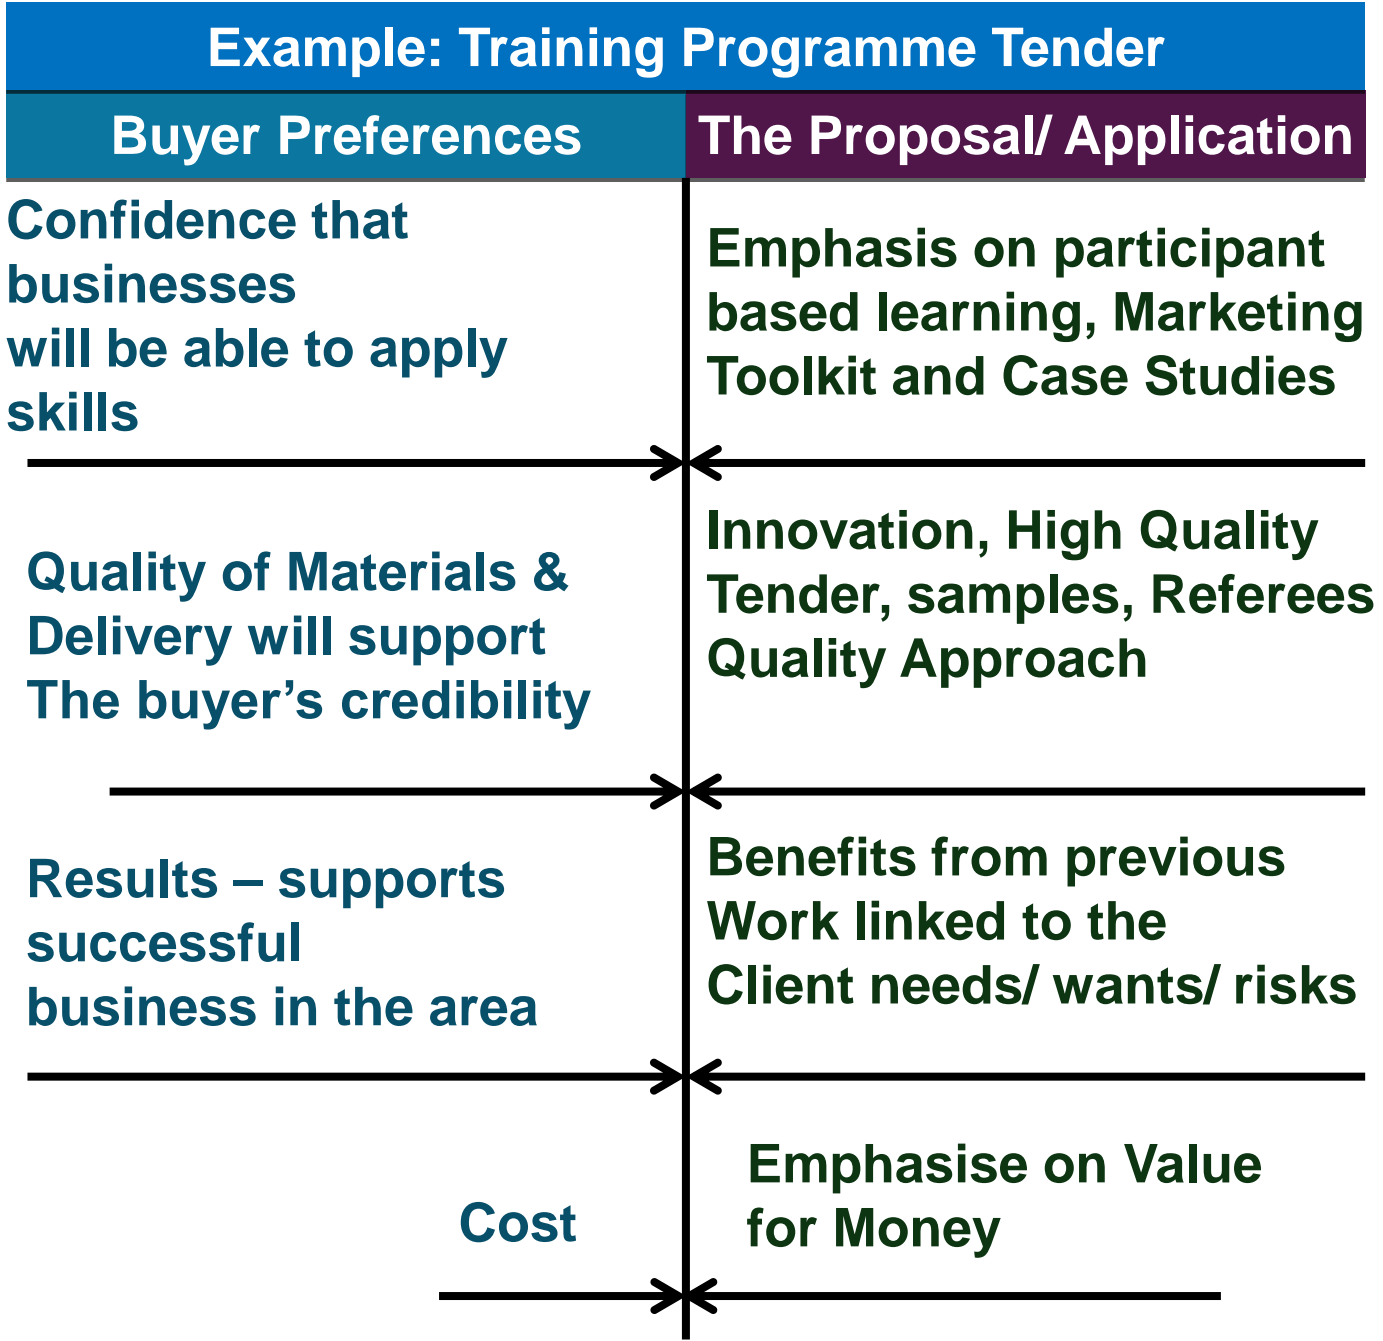 Example: Training Programme Tender
Buyer Preferences
The Proposal/ Application
Confidence that
businesses
will be able to apply
skills
Emphasis on participant
based learning, Marketing
Toolkit and Case Studies
Quality of Materials &
Delivery will support
The buyer’s credibility
Innovation, High Quality
Tender, samples, Referees
Quality Approach
Results – supports
successful
business in the area
Benefits from previous
Work linked to the
Client needs/ wants/ risks
Cost
Emphasise on Value
for Money